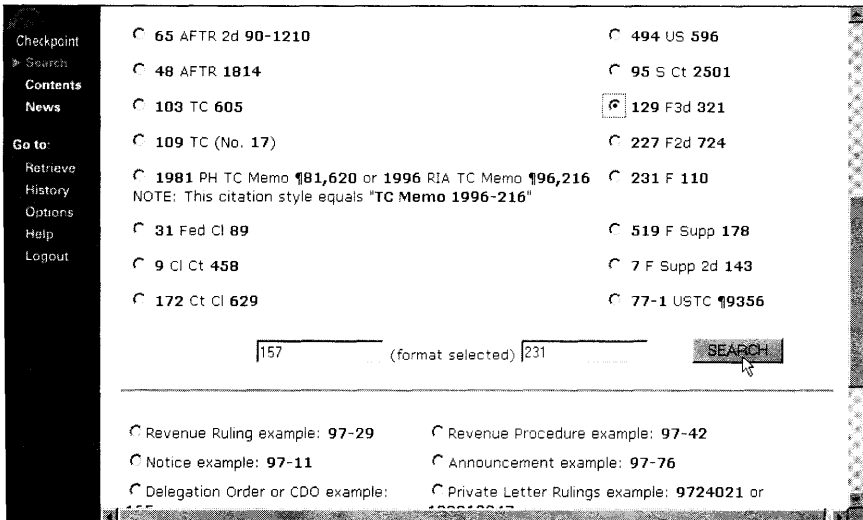 Checkpoint
Search
Contents
News
Go to:
Retrieve
History
Options
Help
Logout
65 AFTR 2d 90-1210
494 US 596
48 AFTR 1814
95 S Ct 2501
103 TC 605
129 F3d 321
109 TC (No. 17)
227 F2d 724
1981 PH TC Memo ¶81,620 or 1996 RIA TC Memo ¶96,216
231 F 110
NOTE: This citation style equals "TC Memo 1996-216"
31 Fed Cl 89
519 F Supp 178
9 Cl Ct 458
7 F Supp 2d 143
172 Ct Cl 629
77-1 USTC ¶9356
157 (format selected) 231 SEARCH
Revenue Ruling example: 97-29
Revenue Procedure example: 97-42
Notice example: 97-11
Announcement example: 97-76
Delegation Order or CDO example:
Private Letter Rulings example: 9724021 or